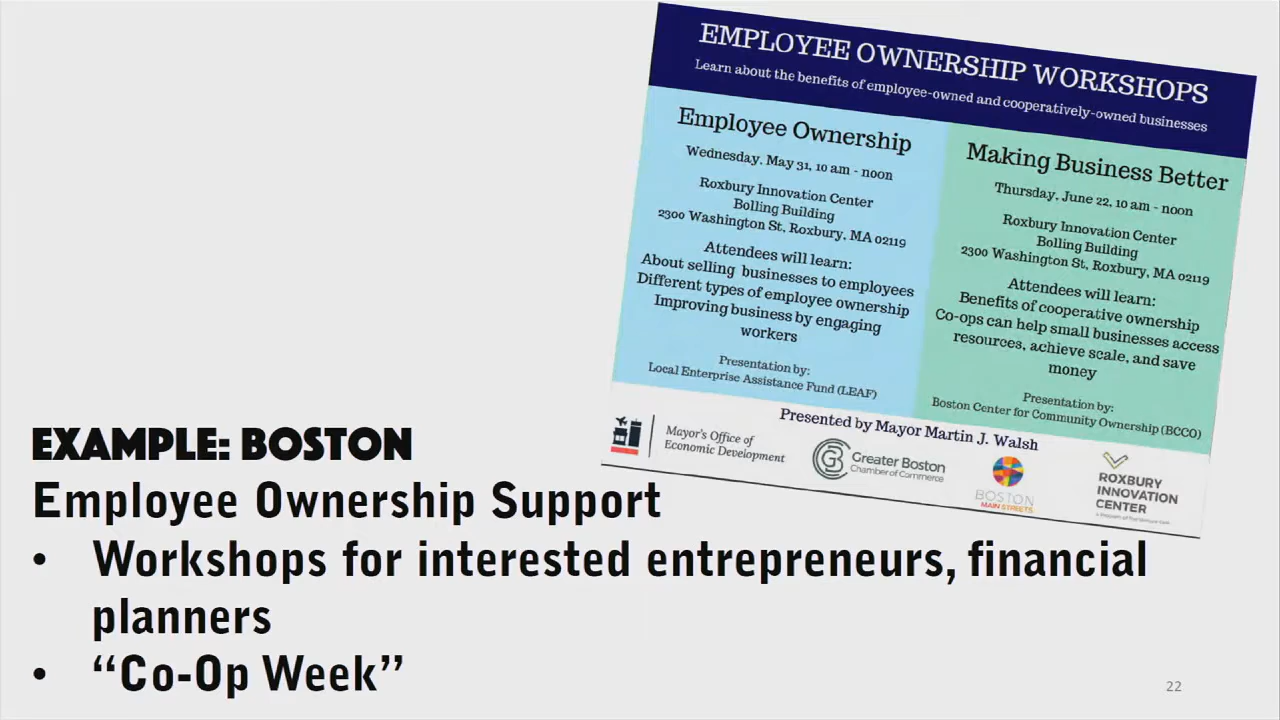 EMPLOYEE OWNERSHIP WORKSHOPS
Learn about the benefits of employee-owned and cooperatively-owned businesses
Employee Ownership
Wednesday, May 31, 10 am - noon
Roxbury Innovation Center
Bolling Building
2300 Washington St, Roxbury, MA 02119
Attendees will learn:
About selling businesses to employees
Different types of employee ownership
Improving business by engaging
workers
Presentation by:
Local Enterprise Assistance Fund (LEAF)
Making Business Better
Thursday, June 22, 10 am - noon
Roxbury Innovation Center
Bolling Building
2300 Washington St, Roxbury, MA 02119
Attendees will learn:
Benefits of cooperative ownership
Co-ops can help small businesses access
resources, achieve scale, and save
money
Presentation by:
Boston Center for Community Ownership (BCCO)
Presented by Mayor Martin J. Walsh
Mayor's Office of
Economic Development
Greater Boston
Chamber of Commerce
BOSTON
MAIN STREETS
ROXBURY
INNOVATION
CENTER
EXAMPLE: BOSTON
Employee Ownership Support
• Workshops for interested entrepreneurs, financial
planners
• “Co-Op Week”
22